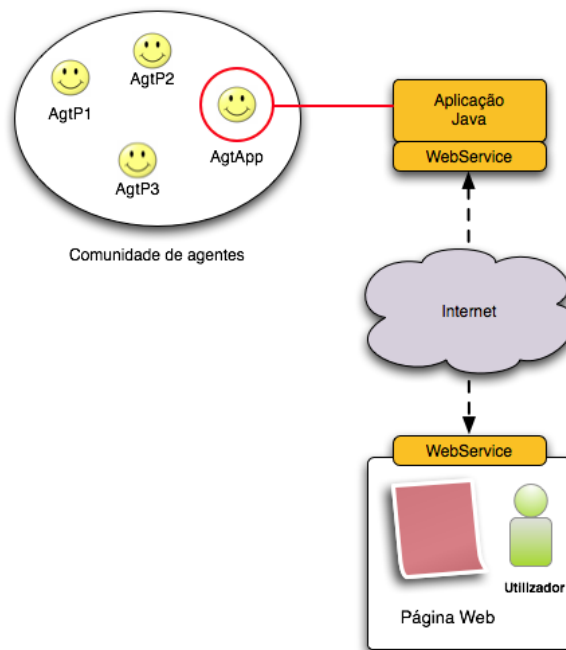 AgtP2
AgtP1
AgtApp
AgtP3
Comunidade de agentes
Aplicação
Java
WebService
Internet
WebService
Utilizador
Página Web